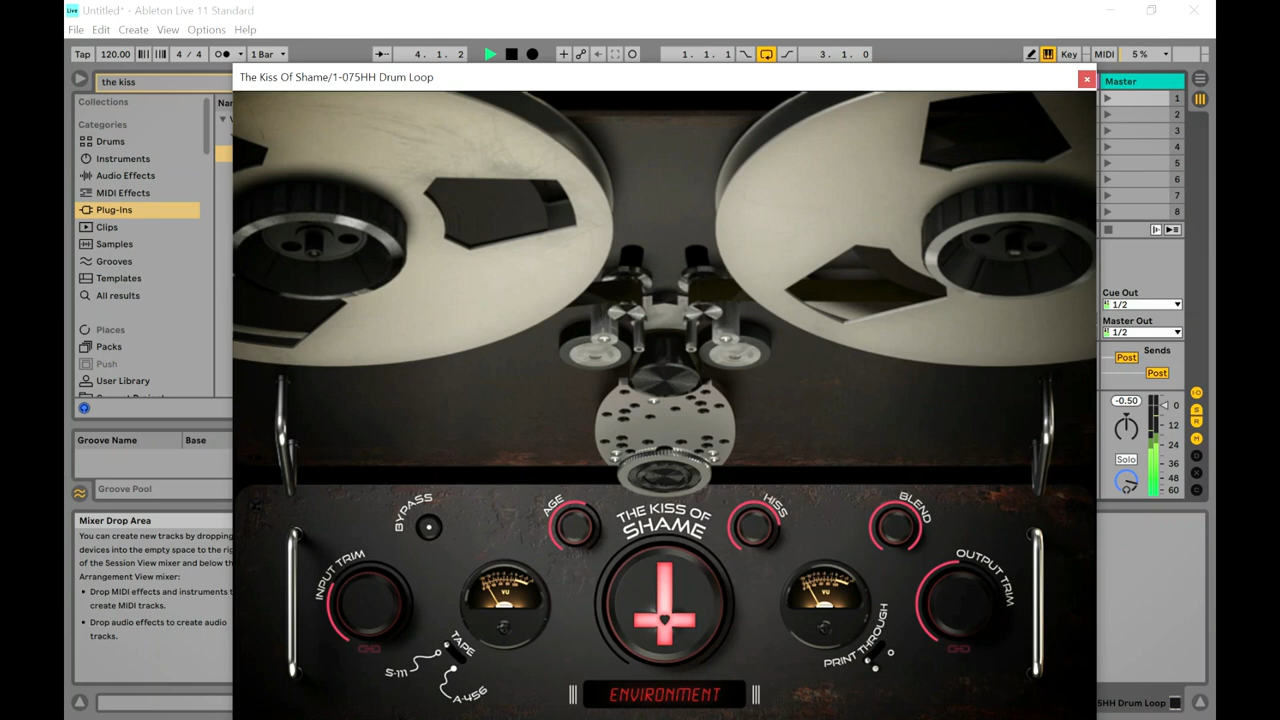 Live Untitled* - Ableton Live 11 Standard
File Edit Create View Options Help
Tap 120.00 4 / 4 1 Bar 4. 1. 2 1. 1. 1 3. 1. 0 Key MIDI 5 %
the kiss
The Kiss Of Shame/1-075HH Drum Loop
Master
Collections
Categories
Drums
Instruments
Audio Effects
MIDI Effects
Plug-Ins
Clips
Samples
Grooves
Templates
All results
Places
Packs
Push
User Library
1
2
3
4
5
6
7
8
Cue Out
1/2
Master Out
1/2
Sends
Post
Post
-0.50
0
12
24
36
48
60
Solo
Groove Name Base
Groove Pool
Mixer Drop Area
You can create new tracks by dropping
devices into the empty space to the rig
of the Session View mixer and below th
Arrangement View mixer:
Drop MIDI effects and instruments t
create MIDI tracks.
Drop audio effects to create audio
tracks.
BYPASS
AGE
THE KISS OF
SHAME
HISS
BLEND
INPUT TRIM
OUTPUT TRIM
VU
VU
TAPE
S-111
A-456
PRINT THROUGH
ENVIRONMENT
5HH Drum Loop